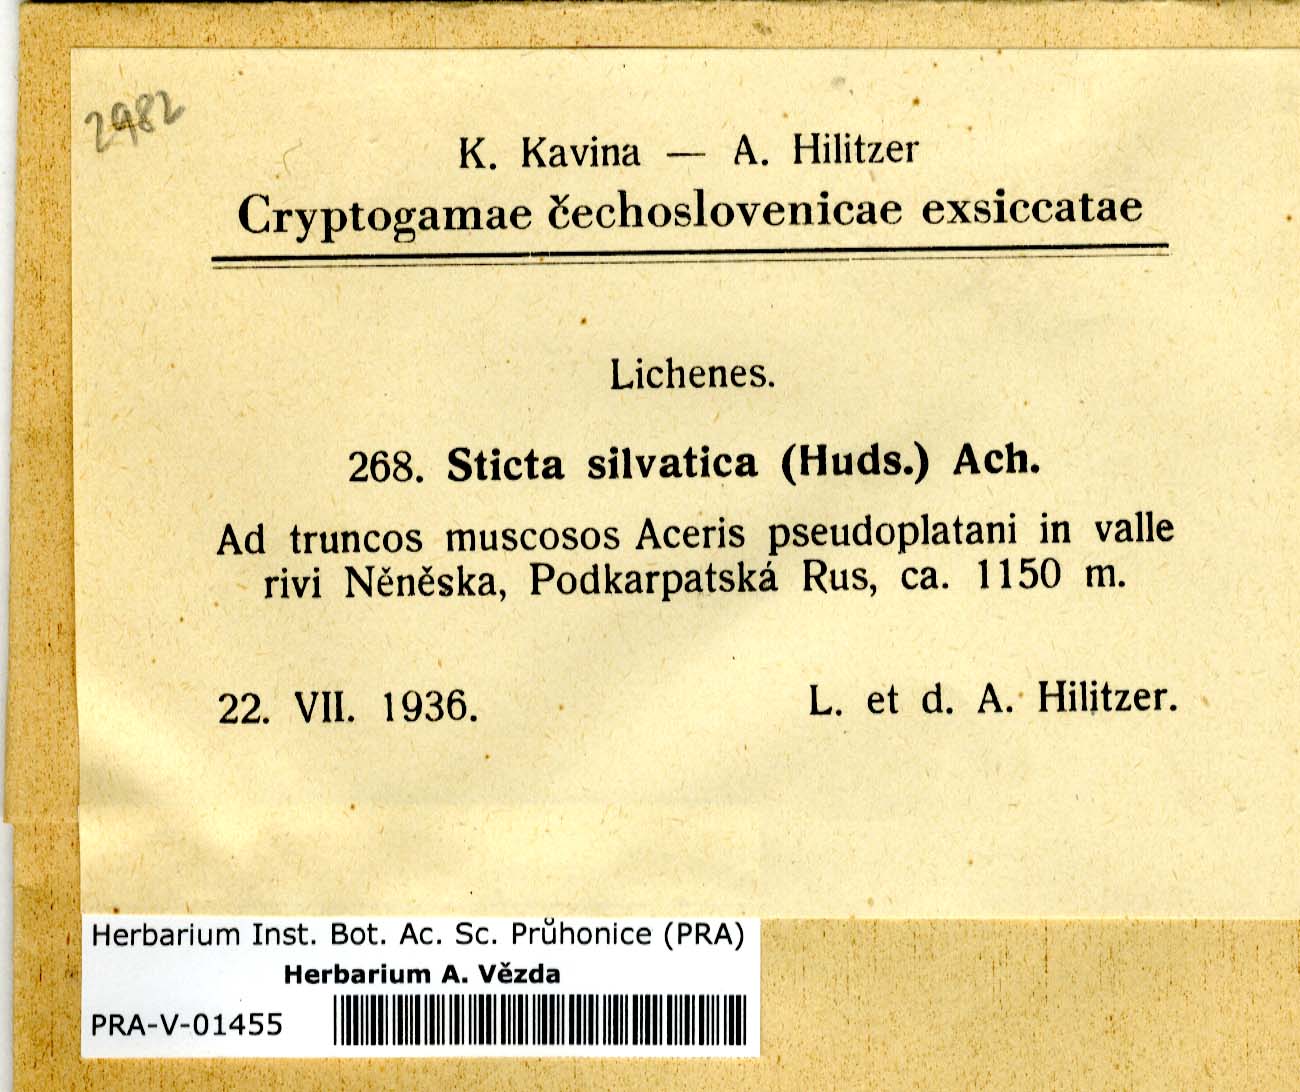 2982
K. Kavina — A. Hilitzer
Cryptogamae čechoslovenicae exsiccatae
Lichenes.
268. Sticta silvatica (Huds.) Ach.
Ad truncos muscosos Aceris pseudoplatani in valle
rivi Něněska, Podkarpatská Rus, ca. 1150 m.
22. VII. 1936.
L. et d. A. Hilitzer.
Herbarium Inst. Bot. Ac. Sc. Průhonice (PRA)
Herbarium A. Vězda
PRA-V-01455